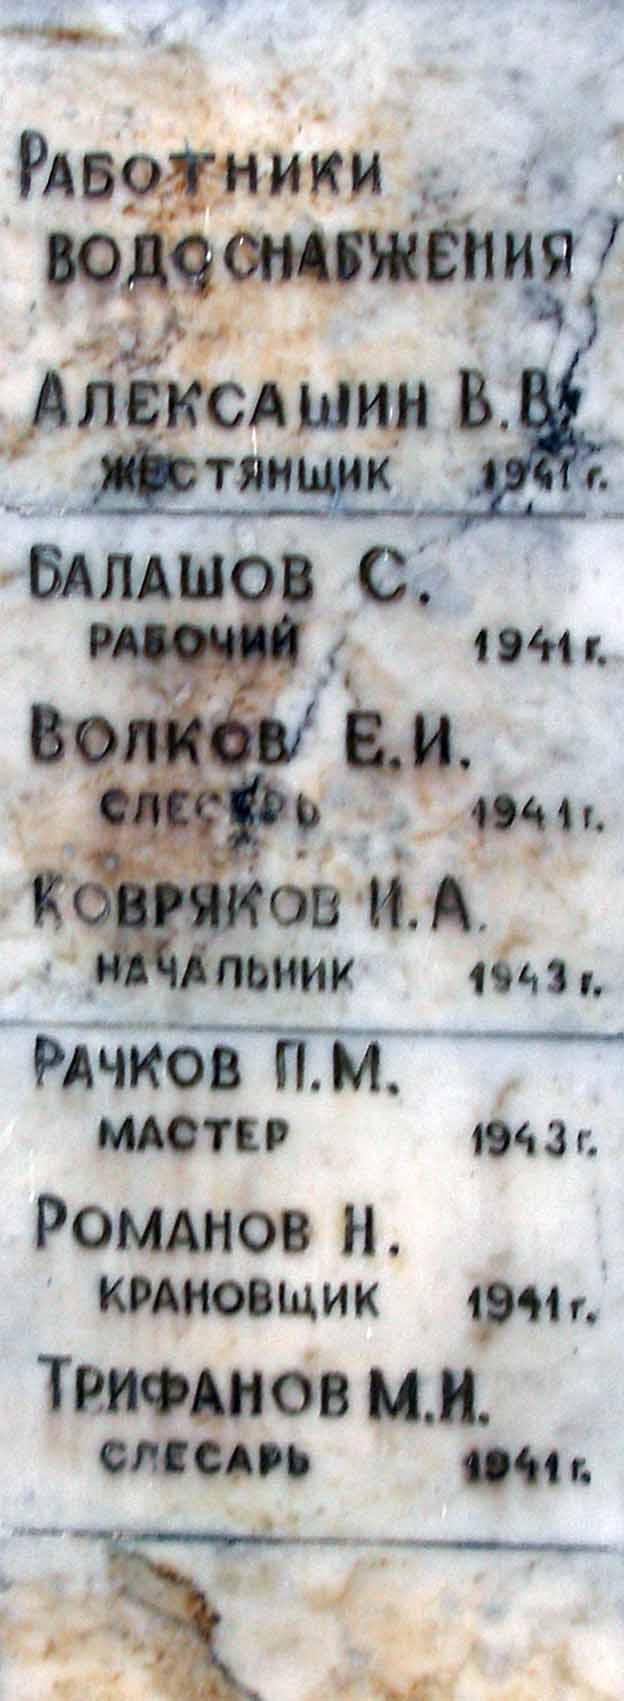 Работники
водоснабжения
Алексашин В.В.
жестянщик 1941 г.
Балашов С.
рабочий 1941 г.
Волков Е.И.
слесарь 1941 г.
Ковряков И.А.
начальник 1943 г.
Рачков П.М.
мастер 1943 г.
Романов Н.
крановщик 1941 г.
Трифанов М.И.
слесарь 1941 г.